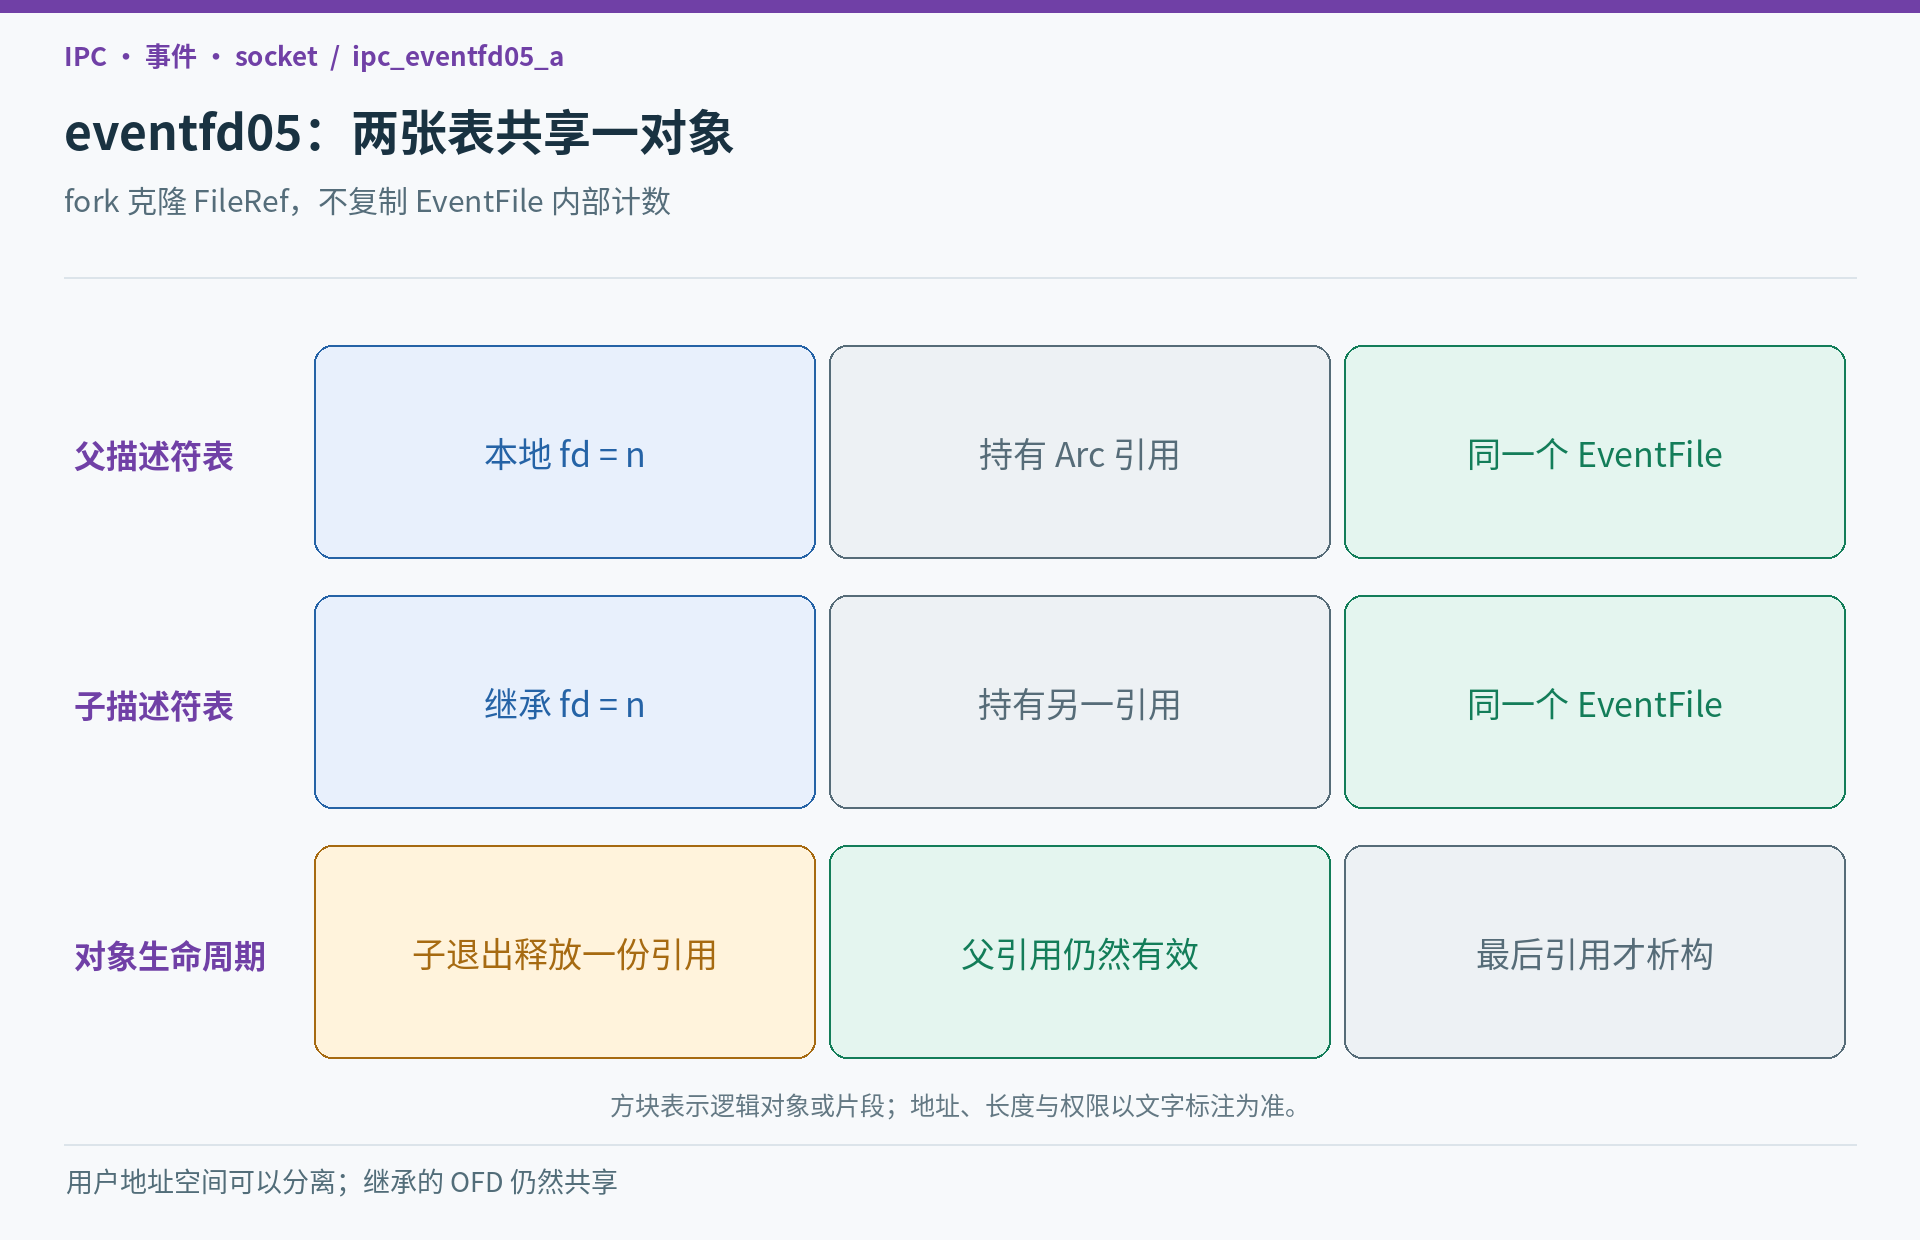 IPC · 事件 · socket / ipc_eventfd05_a
eventfd05：两张表共享一对象
fork 克隆 FileRef，不复制 EventFile 内部计数
父描述符表
本地 fd = n
持有 Arc 引用
同一个 EventFile
子描述符表
继承 fd = n
持有另一引用
同一个 EventFile
对象生命周期
子退出释放一份引用
父引用仍然有效
最后引用才析构
方块表示逻辑对象或片段；地址、长度与权限以文字标注为准。
用户地址空间可以分离；继承的 OFD 仍然共享